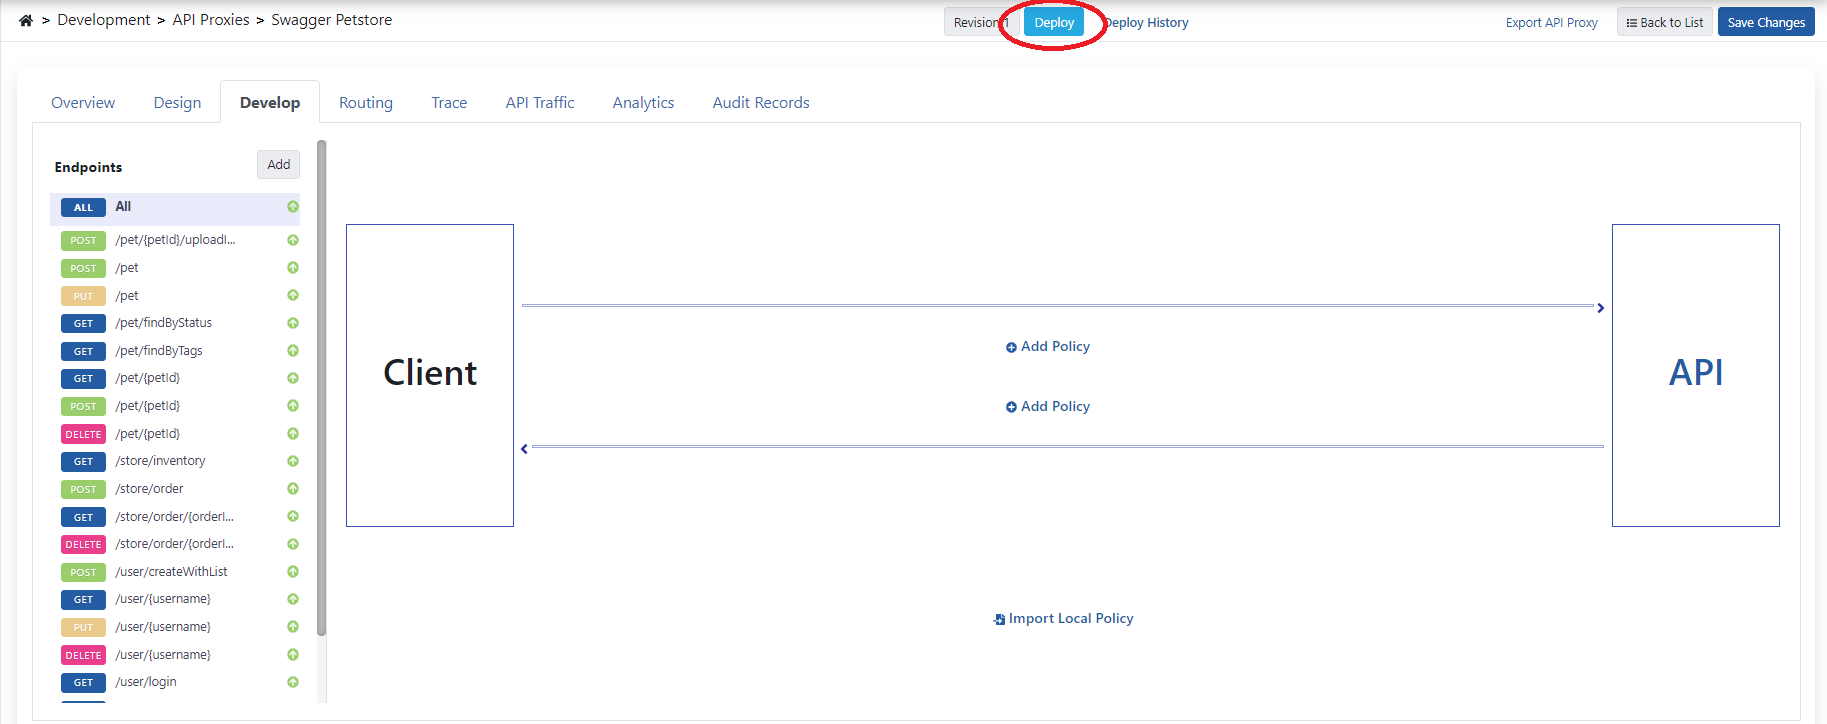 > Development > API Proxies > Swagger Petstore
Revision 1
Deploy
Deploy History
Export API Proxy
Back to List
Save Changes
Overview
Design
Develop
Routing
Trace
API Traffic
Analytics
Audit Records
Endpoints
Add
ALL All
POST /pet/{petId}/uploadI...
POST /pet
PUT /pet
GET /pet/findByStatus
GET /pet/findByTags
GET /pet/{petId}
POST /pet/{petId}
DELETE /pet/{petId}
GET /store/inventory
POST /store/order
GET /store/order/{orderI...
DELETE /store/order/{orderI...
POST /user/createWithList
GET /user/{username}
PUT /user/{username}
DELETE /user/{username}
GET /user/login
Client
Add Policy
Add Policy
API
Import Local Policy